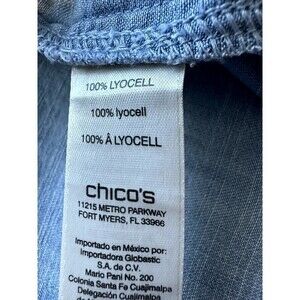 100% LYOCELL
100% lyocell
100% À LYOCELL
chico's
11215 METRO PARKWAY
FORT MYERS, FL 33966
Importado en México por:
Importadora Globastic
S.A. de C.V.
Mario Pani No. 200
Colonia Santa Fe Cuajimalpa
Delegación Cuajimalpa